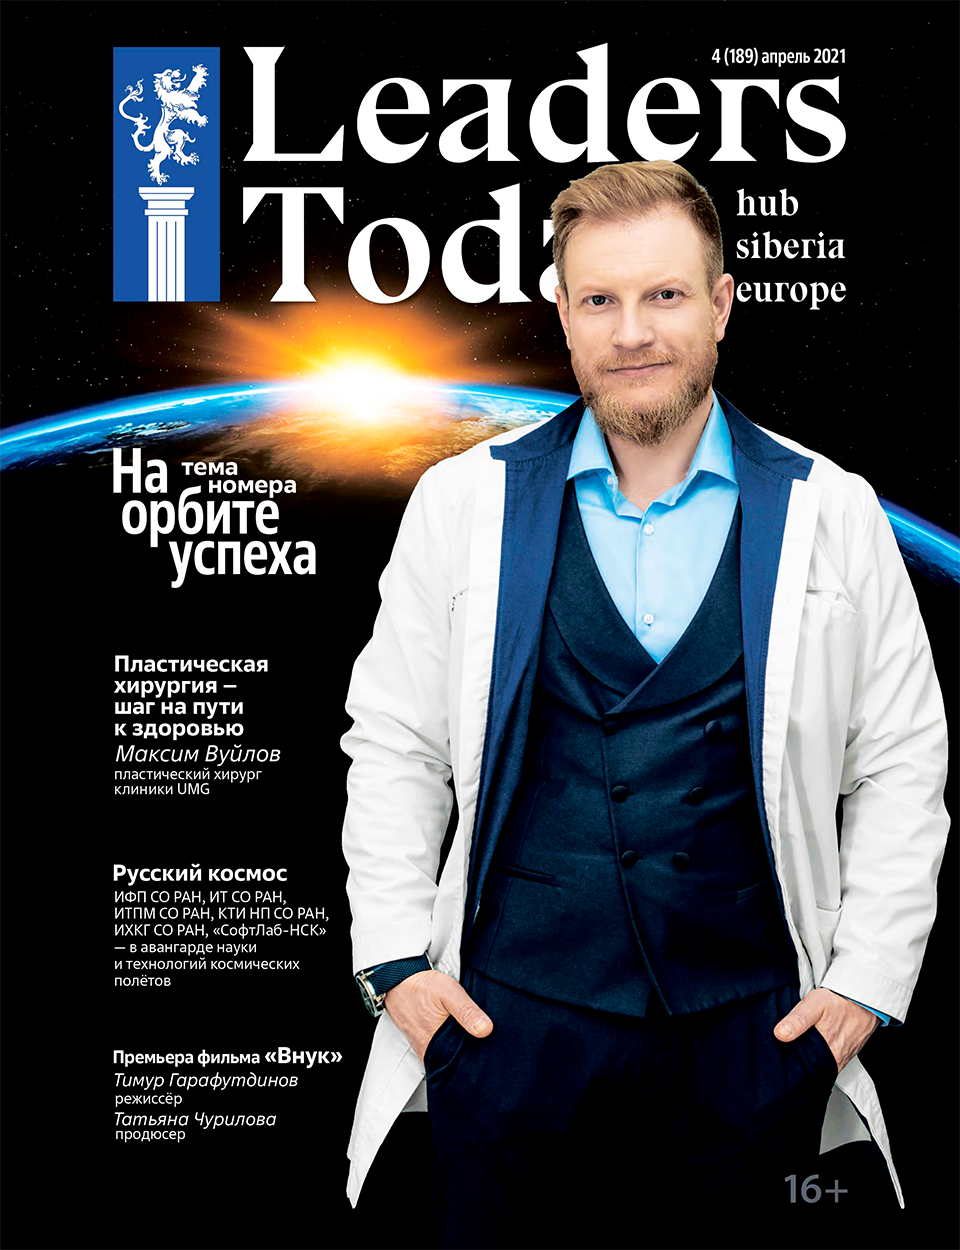 4 (189) апрель 2021
Leaders
Toda
hub
siberia
europe
На тема
номера
орбите
успеха
Пластическая
хирургия –
шаг на пути
к здоровью
Максим Вуйлов
пластический хирург
клиники UMG
Русский космос
ИФП СО РАН, ИТ СО РАН,
ИТПМ СО РАН, КТИ НП СО РАН,
ИХКГ СО РАН, «СофтЛаб-НСК»
— в авангарде науки
и технологий космических
полётов
Премьера фильма «Внук»
Тимур Гарафутдинов
режиссёр
Татьяна Чурилова
продюсер
16+